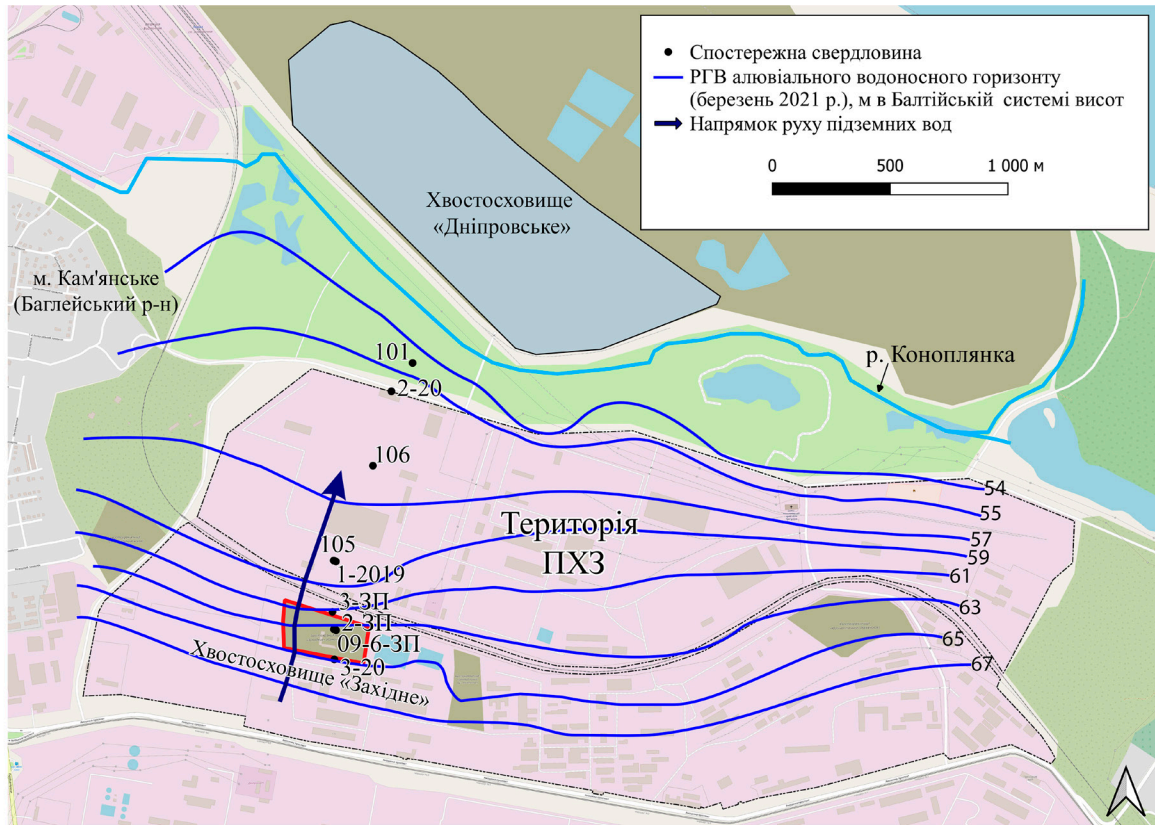 Спостережна свердловина
РГВ алювіального водоносного горизонту
(березень 2021 р.), м в Балтійській системі висот
Напрямок руху підземних вод
0 500 1 000 м
Хвостосховище
«Дніпровське»
м. Кам'янське
(Баглейський р-н)
р. Коноплянка
101
2-20
106
54
55
Територія
ПХЗ
57
59
105
1-2019
61
3-ЗП
63
2-ЗП
09-6-ЗП
65
3-20
67
Хвостосховище «Західне»